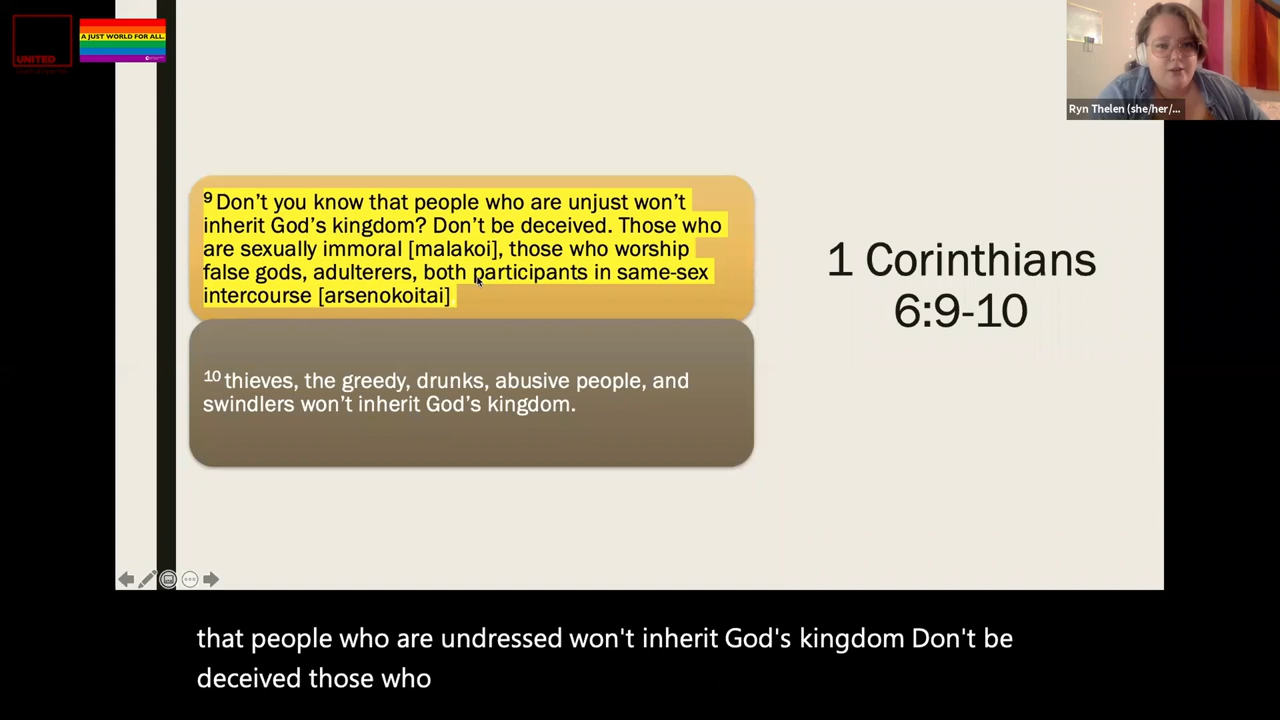 UNITED
A JUST WORLD FOR ALL.
Ryn Thelen (she/her/...
9 Don't you know that people who are unjust won't
inherit God's kingdom? Don't be deceived. Those who
are sexually immoral [malakoi], those who worship
false gods, adulterers, both participants in same-sex
intercourse [arsenokoitai]
10 thieves, the greedy, drunks, abusive people, and
swindlers won't inherit God's kingdom.
1 Corinthians
6:9-10
that people who are undressed won't inherit God's kingdom Don't be
deceived those who